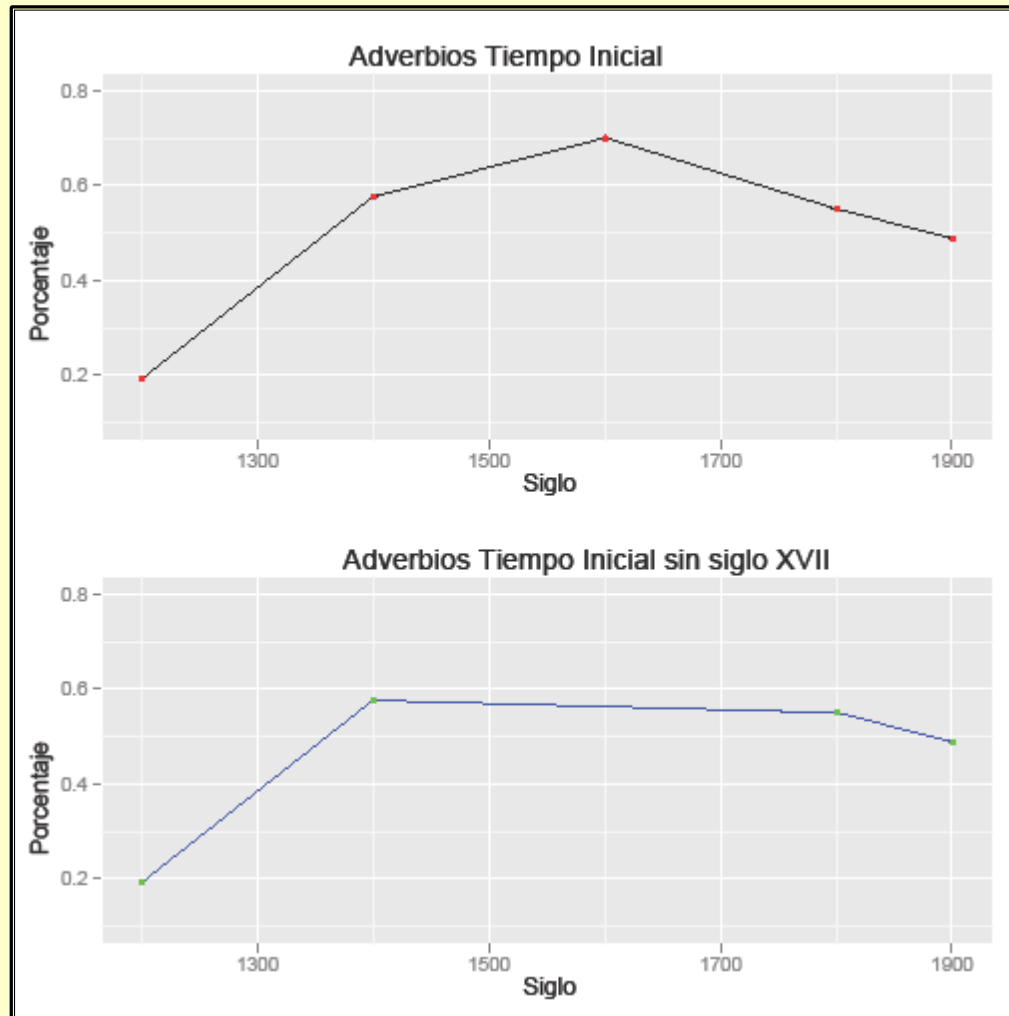 Adverbios Tiempo Inicial
Porcentaje
0.8
0.6
0.4
0.2
1300 1500 1700 1900
Siglo
Adverbios Tiempo Inicial sin siglo XVII
Porcentaje
0.8
0.6
0.4
0.2
1300 1500 1700 1900
Siglo